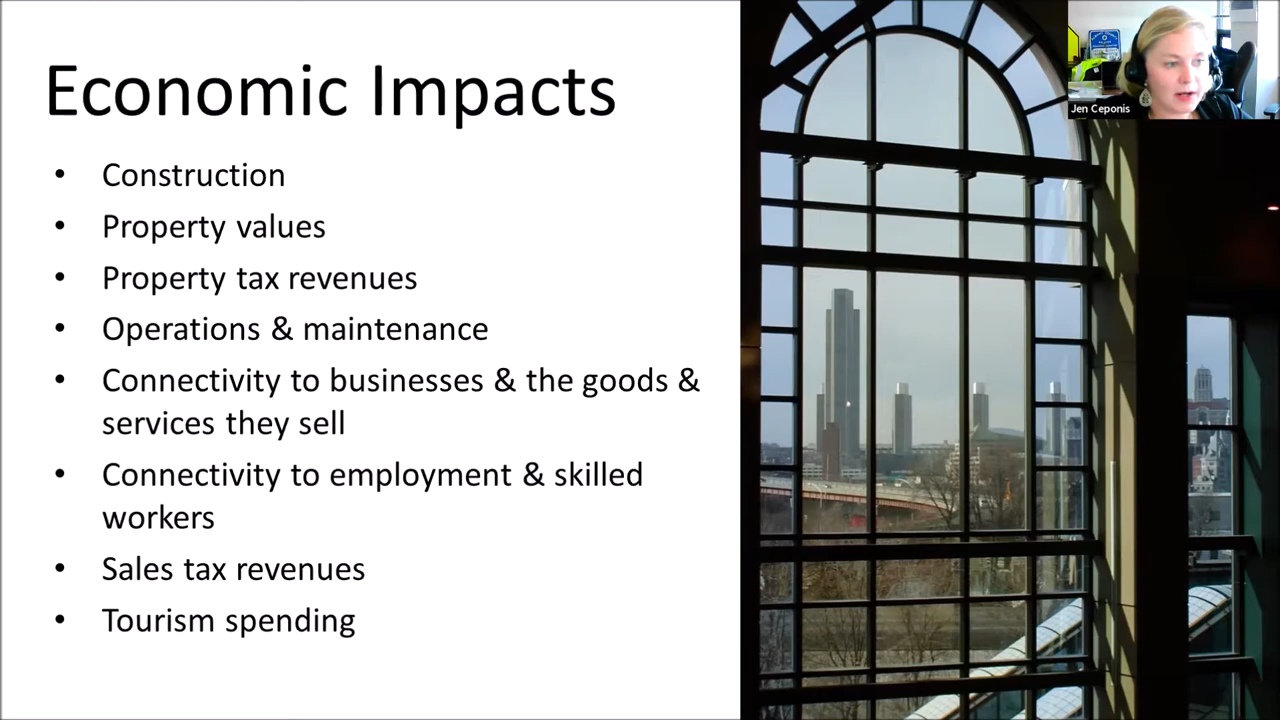 Economic Impacts
• Construction
• Property values
• Property tax revenues
• Operations & maintenance
• Connectivity to businesses & the goods &
services they sell
• Connectivity to employment & skilled
workers
• Sales tax revenues
• Tourism spending
Jen Ceponis